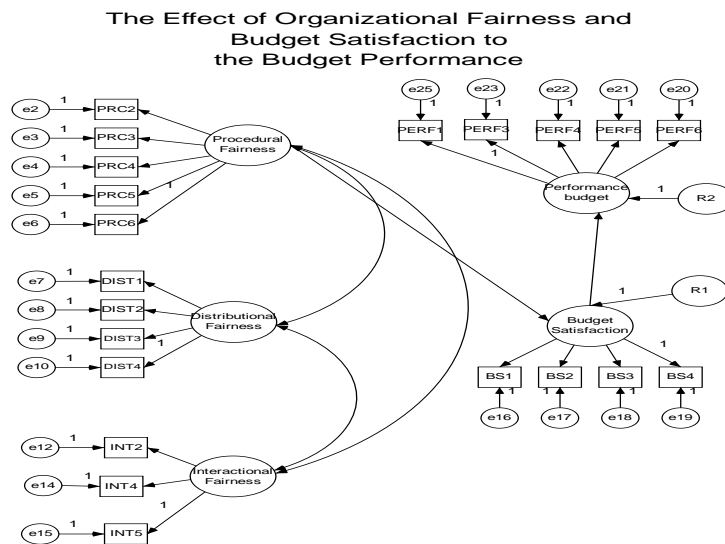 The Effect of Organizational Fairness and
Budget Satisfaction to
the Budget Performance
e2 1 PRC2
e3 1 PRC3
e4 1 PRC4
e5 1 PRC5
e6 1 PRC6
1
Procedural
Fairness
e7 1 DIST1
e8 1 DIST2
e9 1 DIST3
e10 1 DIST4
1
Distributional
Fairness
e12 1 INT2
e14 1 INT4
e15 1 INT5
1
Interactional
Fairness
e25 e23 e22 e21 e20
1 1 1 1 1
PERF1 PERF3 PERF4 PERF5 PERF6
1
Performance
budget
1
R2
R1
1
Budget
Satisfaction
1
BS1 BS2 BS3 BS4
1 1 1 1
e16 e17 e18 e19